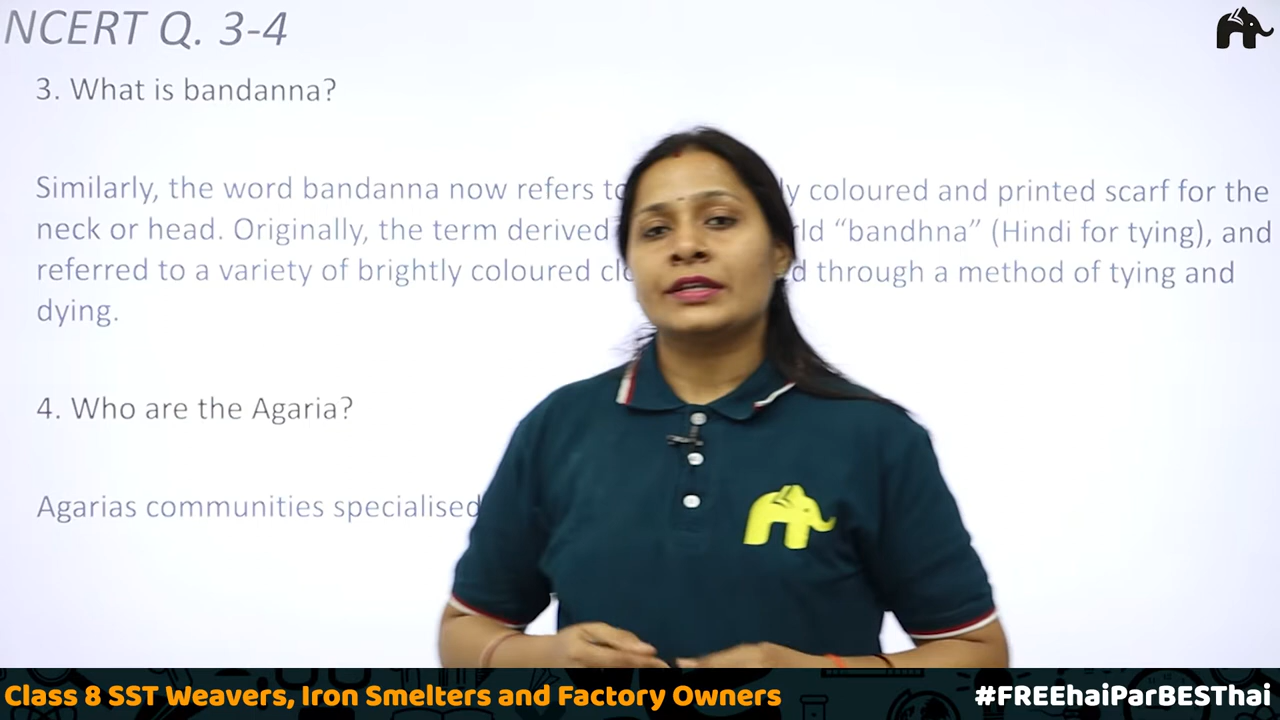 NCERT Q. 3-4
3. What is bandanna?
Similarly, the word bandanna now refers to coloured and printed scarf for the
neck or head. Originally, the term derived “bandhna” (Hindi for tying), and
referred to a variety of brightly coloured through a method of tying and
dying.
4. Who are the Agaria?
Agarias communities specialised
Class 8 SST Weavers, Iron Smelters and Factory Owners
#FREEhaiParBESThai